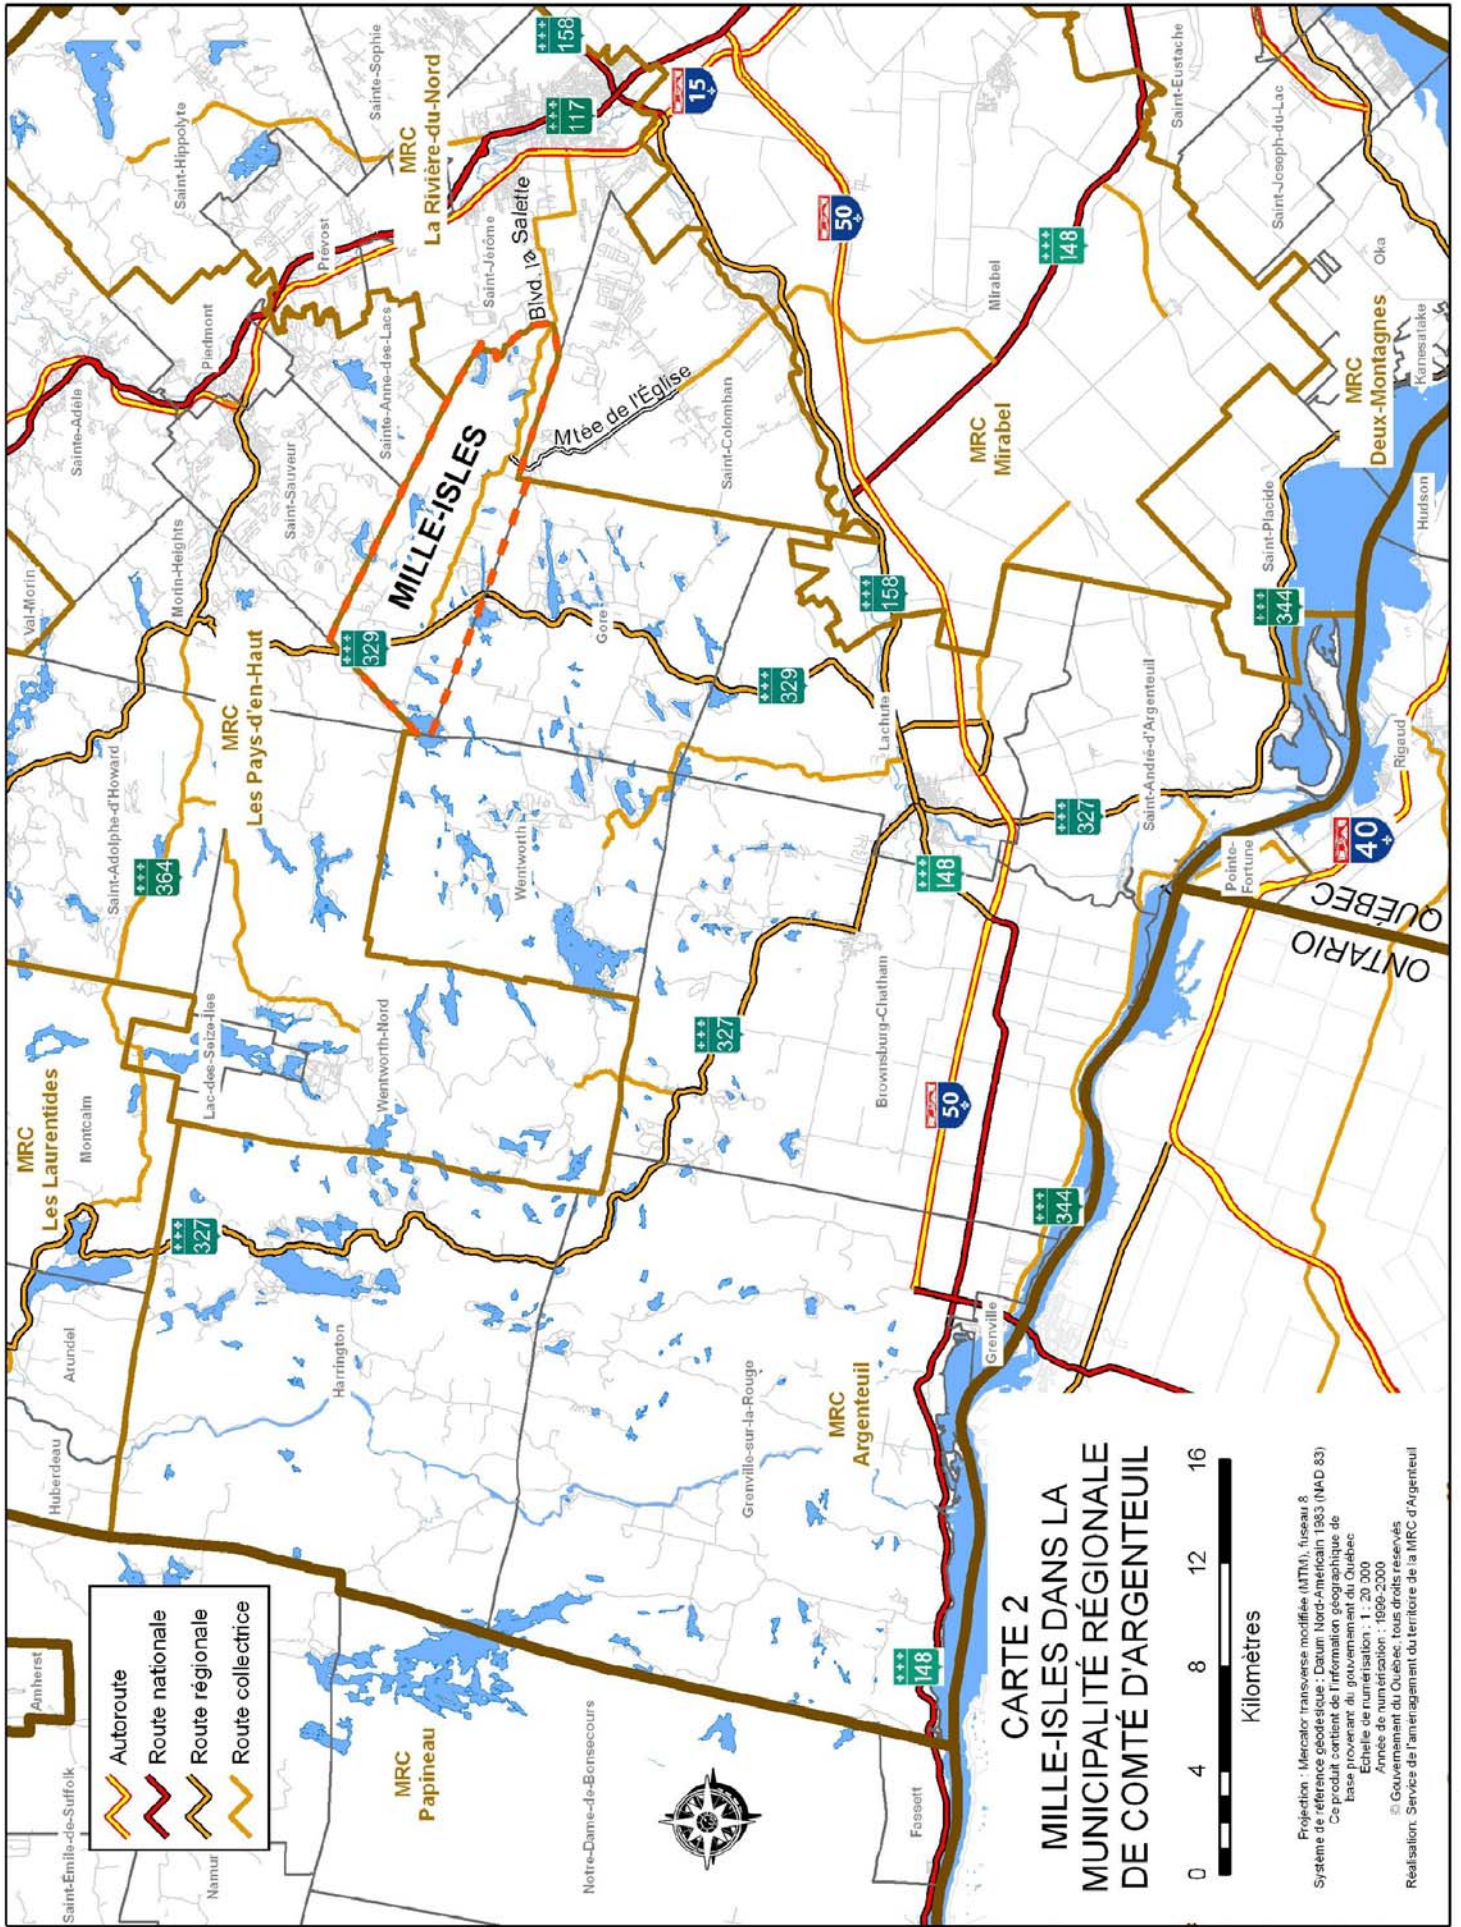 CARTE 2
MILLE-ISLES DANS LA
MUNICIPALITÉ RÉGIONALE
DE COMTÉ D'ARGENTEUIL
0 4 8 12 16
Kilomètres
Projection : Mercator transverse modifiée (MTM), fuseau 8
Système de référence géodésique : Datum Nord-Américain 1983 (NAD 83)
Ce produit contient de l'information géographique de
base provenant du gouvernement du Québec
Echelle de numérisation : 1 : 20 000
Année de numérisation : 1999-2000
© Gouvernement du Québec, tous droits réservés
Réalisation: Service de l'aménagement du territoire de la MRC d'Argenteuil
Autoroute
Route nationale
Route régionale
Route collectrice
Amherst
Saint-Émile-de-Suffolk
Namur
MRC
Papineau
Notre-Dame-de-Bonsecours
Fassett
148
Huberdeau
Arundel
Harrington
Grenville-sur-la-Rouge
MRC
Argenteuil
Grenville
MRC
Les Laurentides
Montcalm
327
Lac-des-Seize-Îles
Wentworth-Nord
327
Brownsburg-Chatham
50
344
Saint-Adolphe-d'Howard
364
MRC
Les Pays-d'en-Haut
Wentworth
148
327
Lachute
Saint-André-d'Argenteuil
Pointe-
Fortune
40
Rigaud
ONTARIO
QUÉBEC
Val-Morin
Morin-Heights
329
Gore
329
158
344
Saint-Placide
Hudson
Sainte-Adèle
Piedmont
Saint-Sauveur
Sainte-Anne-des-Lacs
MILLE-ISLES
Mtée de l'Église
Saint-Colomban
MRC
Mirabel
Mirabel
148
MRC
Deux-Montagnes
Kanesatake
Oka
Saint-Hippolyte
Prévost
Sainte-Sophie
MRC
La Rivière-du-Nord
Saint-Jérôme
Blvd. la Salette
117
158
15
50
Saint-Eustache
Saint-Joseph-du-Lac